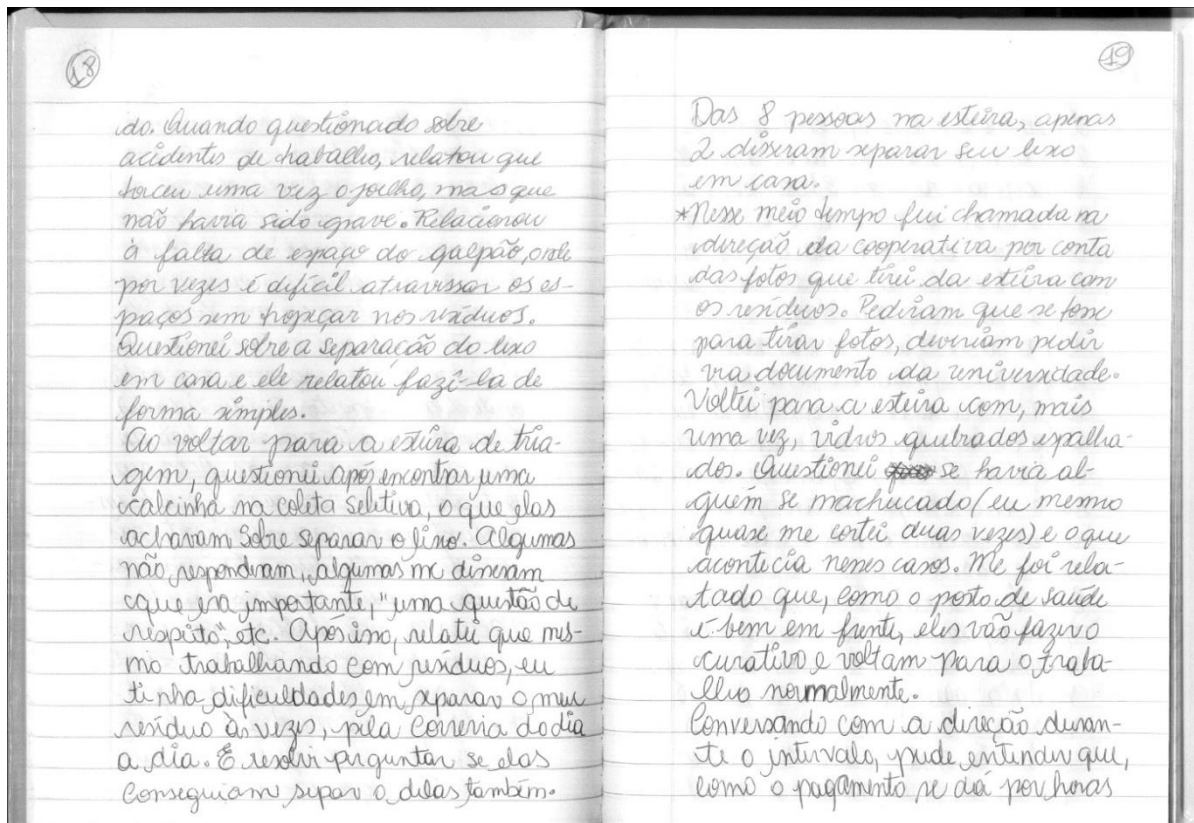 18
do. Quando questionado sobre
acidentes de trabalho, relatou que
torceu uma vez o joelho, mas que
não havia sido grave. Relacionou
à falta de espaço do galpão, onde
por vezes é difícil atravessar os es-
paços sem tropeçar nos resíduos.
Questionei sobre a separação do lixo
em casa e ele relatou fazê-la de
forma simples.
Ao voltar para a esteira de tria-
gem, questionei após encontrar uma
calcinha na coleta seletiva, o que elas
achavam sobre separar o lixo. Algumas
não responderam, algumas me disseram
que era importante, "uma questão de
respeito", etc. Após isso, relatei que mes-
mo trabalhando com resíduos, eu
tinha dificuldades em separar o meu
resíduo às vezes, pela correria do dia
a dia. E resolvi perguntar se elas
conseguiam separ o delas também.
19
Das 8 pessoas na esteira, apenas
2 disseram separar seu lixo
em casa.
*Nesse meio tempo fui chamada na
direção da cooperativa por conta
das fotos que tirei da esteira com
os resíduos. Pediram que se fosse
para tirar fotos, deveriam pedir
via documento da universidade.
Voltei para a esteira com, mais
uma vez, vidros quebrados espalha-
dos. Questionei se havia al-
guém se machucado (eu mesmo
quase me cortei duas vezes) e o que
acontecia nesses casos. Me foi rela-
tado que, como o posto de saúde
é bem em frente, eles vão fazer o
curativo e voltam para o traba-
lho normalmente.
Conversando com a direção duran-
te o intervalo, pude entender que,
como o pagamento se dá por horas